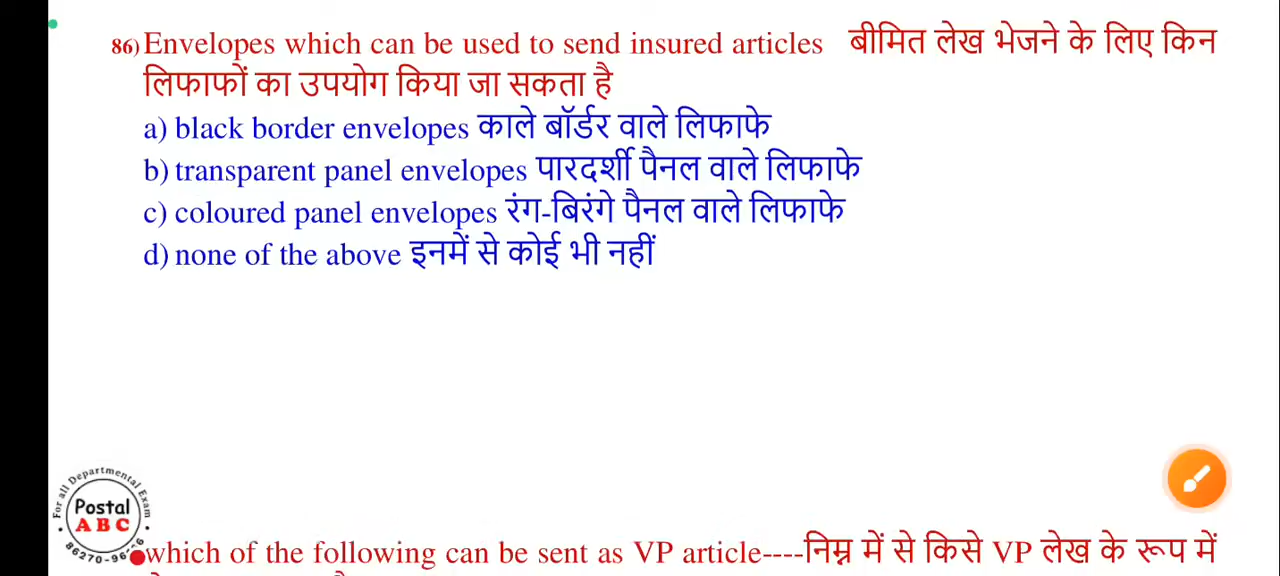 86) Envelopes which can be used to send insured articles बीमित लेख भेजने के लिए किन
लिफाफों का उपयोग किया जा सकता है
a) black border envelopes काले बॉर्डर वाले लिफाफे
b) transparent panel envelopes पारदर्शी पैनल वाले लिफाफे
c) coloured panel envelopes रंग-बिरंगे पैनल वाले लिफाफे
d) none of the above इनमें से कोई भी नहीं
For all Departmental Exam
Postal
A B C
86270-96
which of the following can be sent as VP article----निम्न में से किसे VP लेख के रूप में